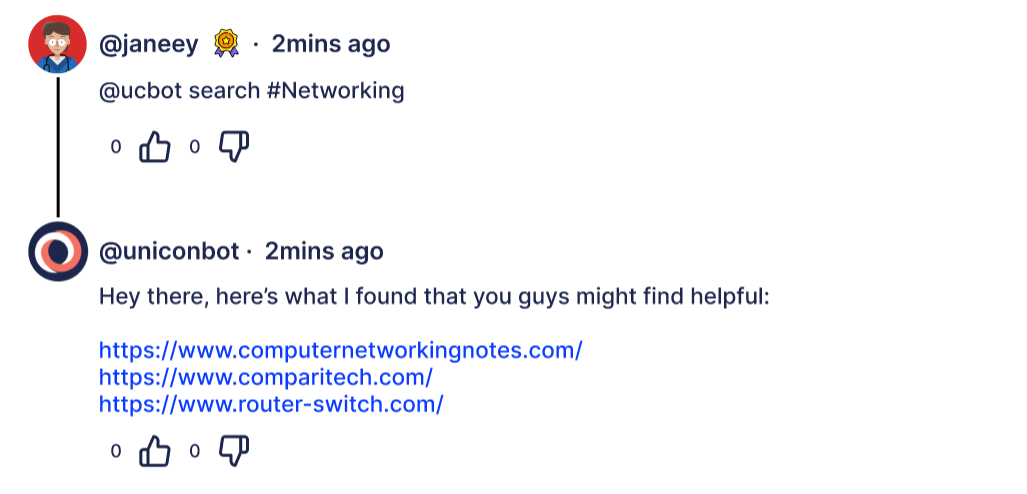 @janeey · 2mins ago
@ucbot search #Networking
0 0
@uniconbot · 2mins ago
Hey there, here’s what I found that you guys might find helpful:
https://www.computernetworkingnotes.com/
https://www.comparitech.com/
https://www.router-switch.com/
0 0